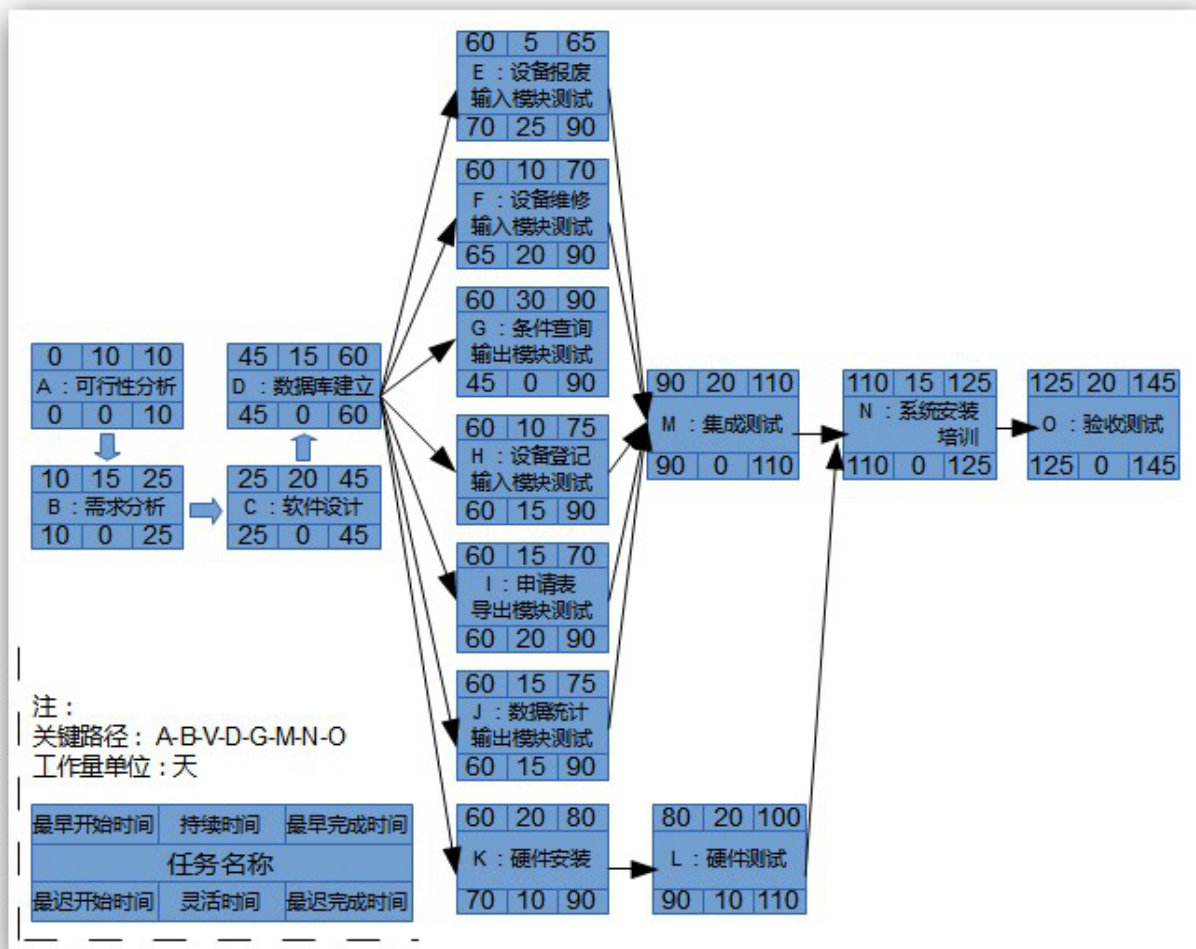 60 5 65
E：设备报废
输入模块测试
70 25 90
60 10 70
F：设备维修
输入模块测试
65 20 90
60 30 90
G：条件查询
输出模块测试
45 0 90
0 10 10
A：可行性分析
0 0 10
45 15 60
D：数据库建立
45 0 60
10 15 25
B：需求分析
10 0 25
25 20 45
C：软件设计
25 0 45
60 10 75
H：设备登记
输入模块测试
60 15 90
60 15 70
I：申请表
导出模块测试
60 20 90
60 15 75
J：数据统计
输出模块测试
60 15 90
60 20 80
K：硬件安装
70 10 90
80 20 100
L：硬件测试
90 10 110
90 20 110
M：集成测试
90 0 110
110 15 125
N：系统安装
培训
110 0 125
125 20 145
O：验收测试
125 0 145
注：
关键路径：A-B-V-D-G-M-N-O
工作量单位：天
最早开始时间 持续时间 最早完成时间
任务名称
最迟开始时间 灵活时间 最迟完成时间